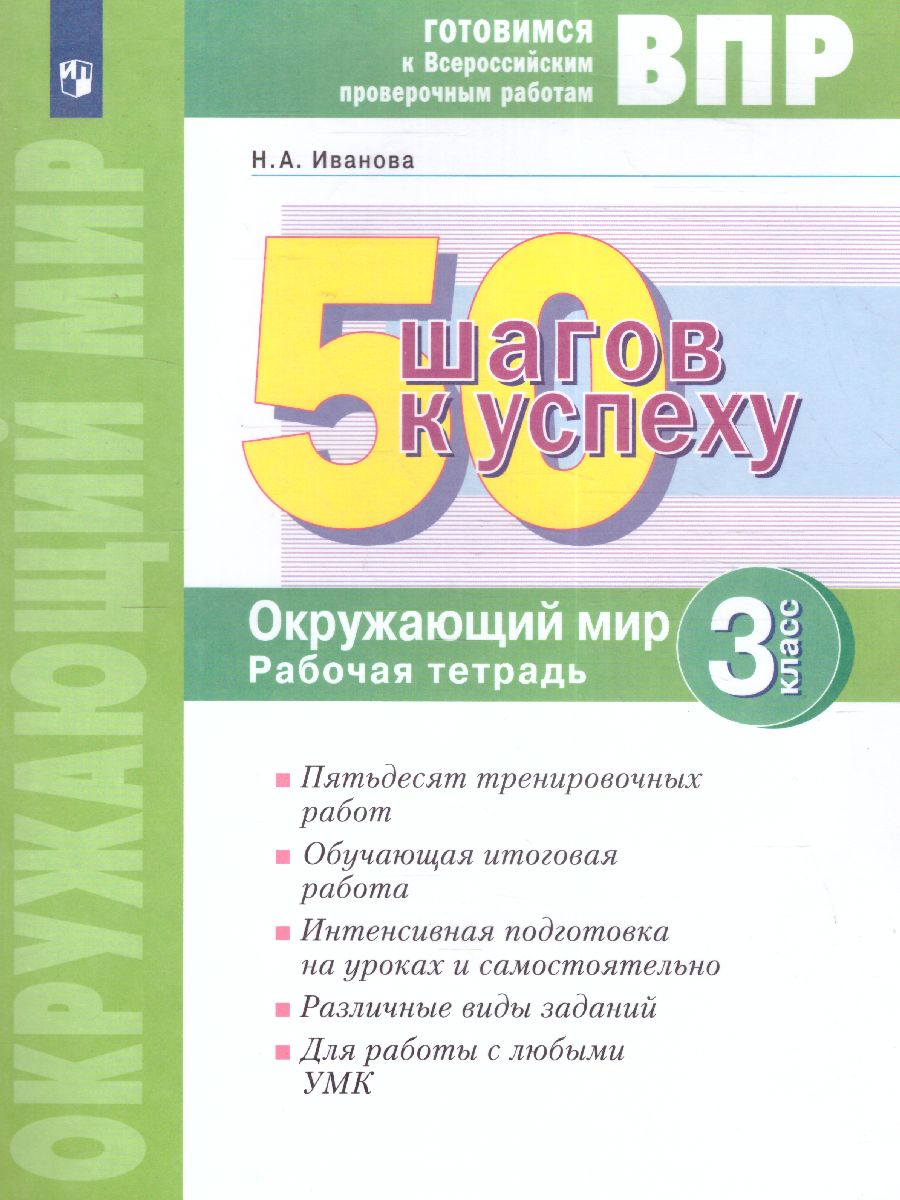 ГОТОВИМСЯ
к Всероссийским
проверочным работам
ВПР
ИП
Н.А. Иванова
50
шагов
к успеху
Окружающий мир
Рабочая тетрадь
3
класс
Пятьдесят тренировочных
работ
Обучающая итоговая
работа
Интенсивная подготовка
на уроках и самостоятельно
Различные виды заданий
Для работы с любыми
УМК
ОКРУЖАЮЩИЙ МИР